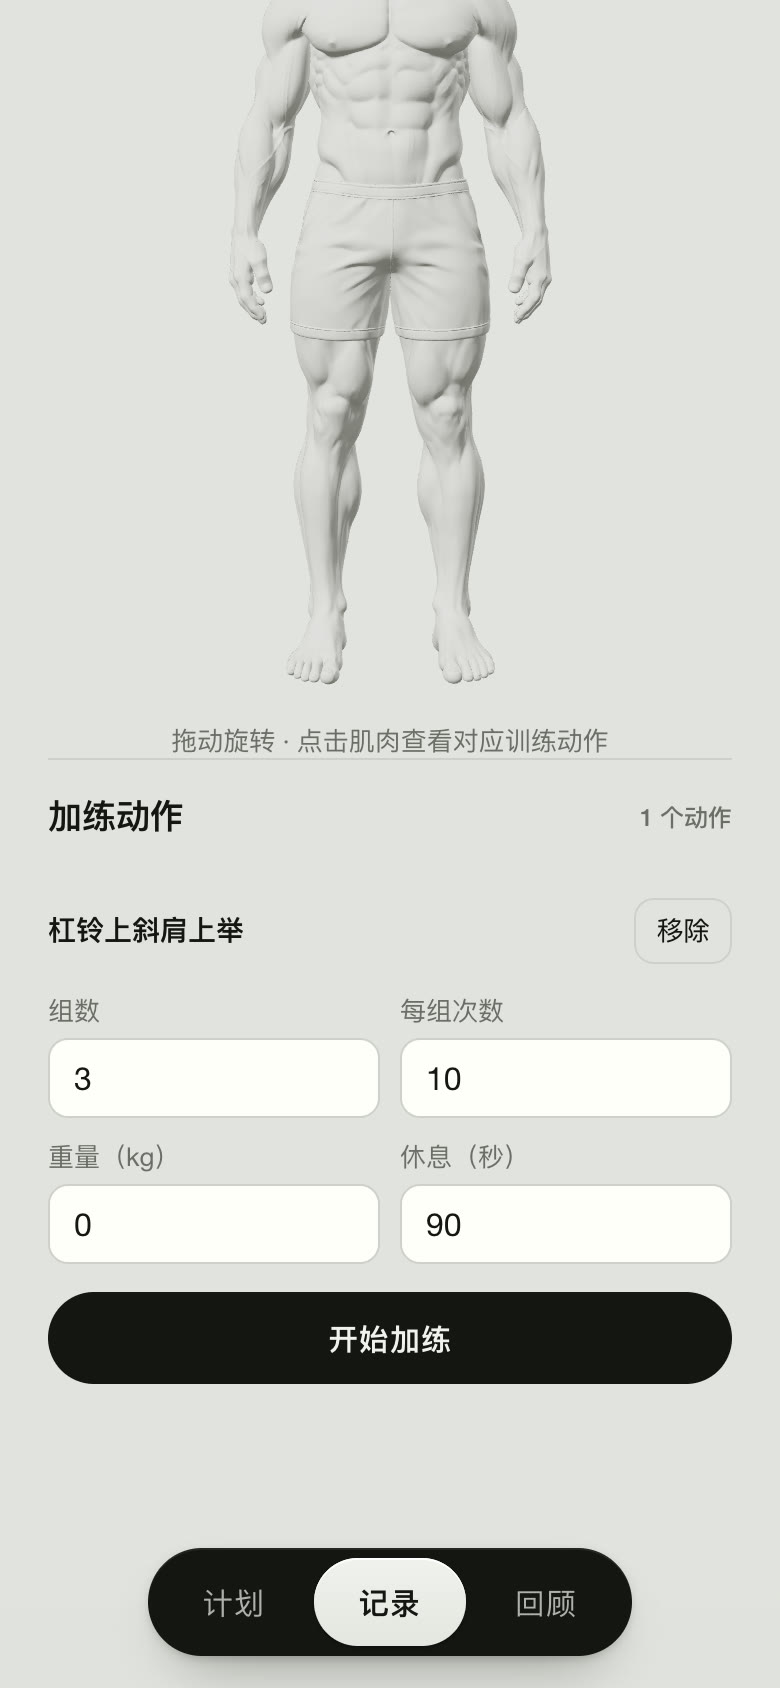 拖动旋转 · 点击肌肉查看对应训练动作
加练动作
1 个动作
杠铃上斜肩上举
移除
组数
每组次数
3
10
重量（kg）
休息（秒）
0
90
开始加练
计划
记录
回顾